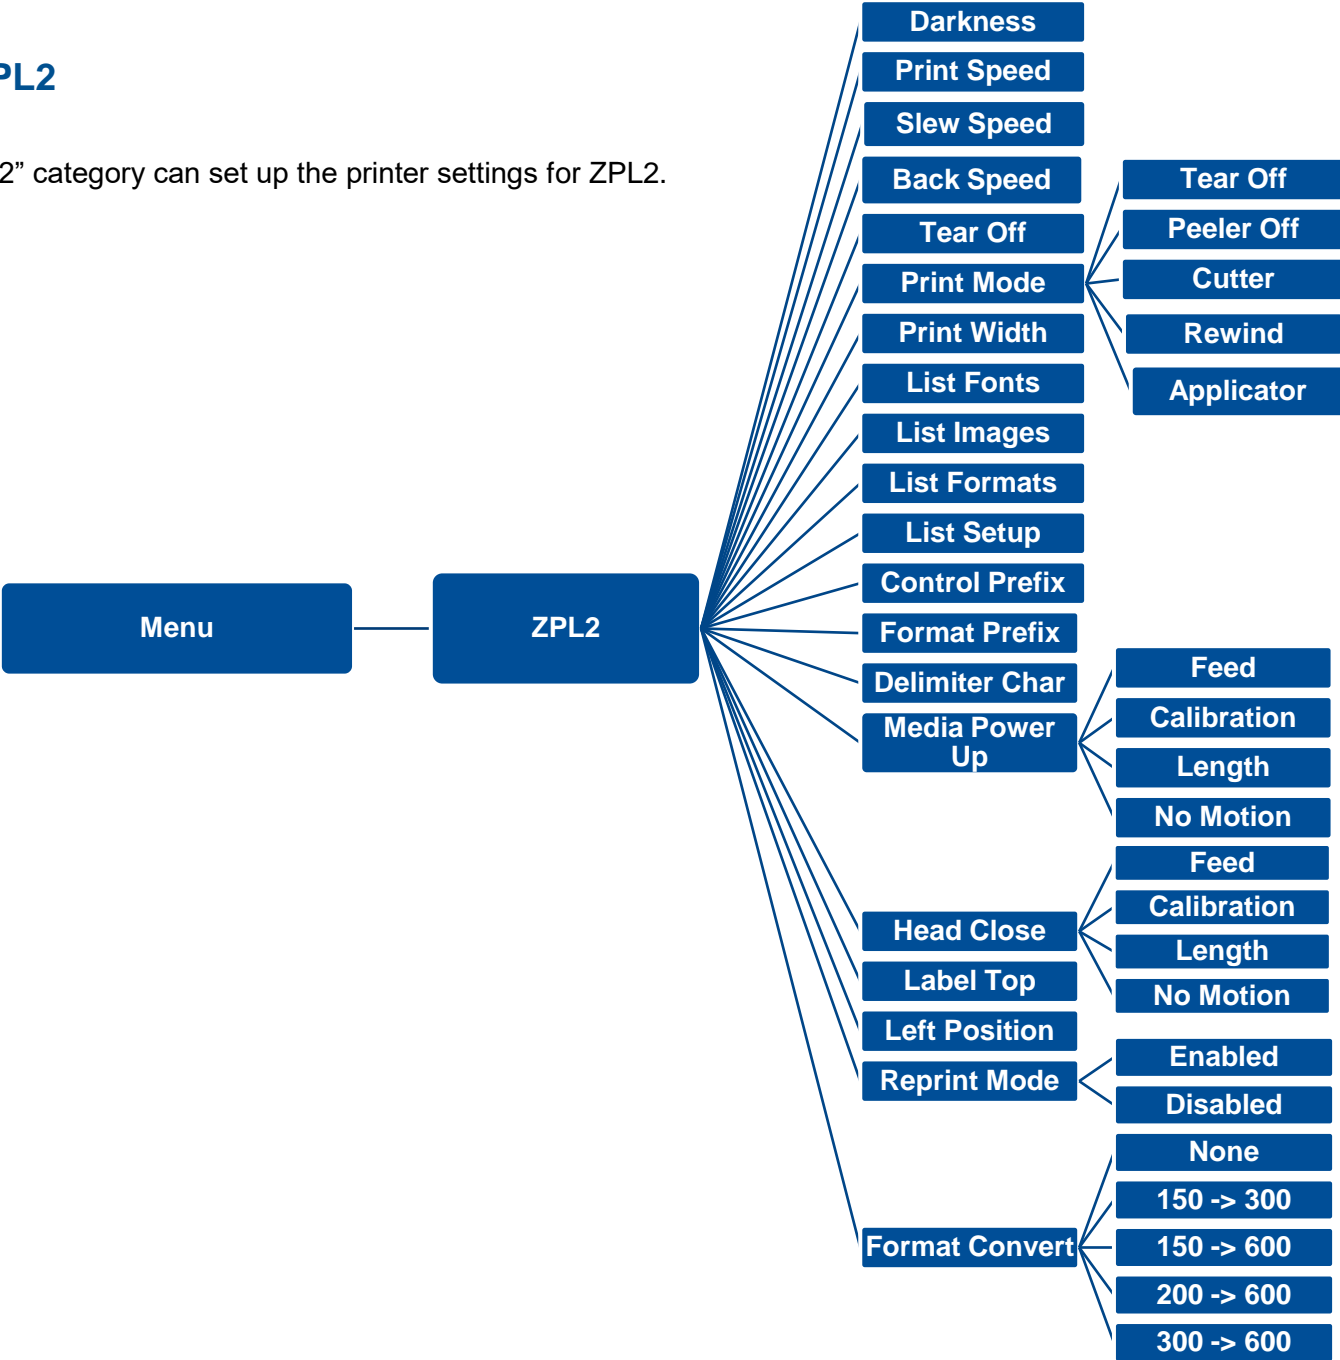 PL2
2” category can set up the printer settings for ZPL2.
Menu
ZPL2
Darkness
Print Speed
Slew Speed
Back Speed
Tear Off
Print Mode
Tear Off
Peeler Off
Cutter
Rewind
Applicator
Print Width
List Fonts
List Images
List Formats
List Setup
Control Prefix
Format Prefix
Delimiter Char
Media Power
Up
Feed
Calibration
Length
No Motion
Head Close
Feed
Calibration
Length
No Motion
Label Top
Left Position
Reprint Mode
Enabled
Disabled
Format Convert
None
150 -> 300
150 -> 600
200 -> 600
300 -> 600